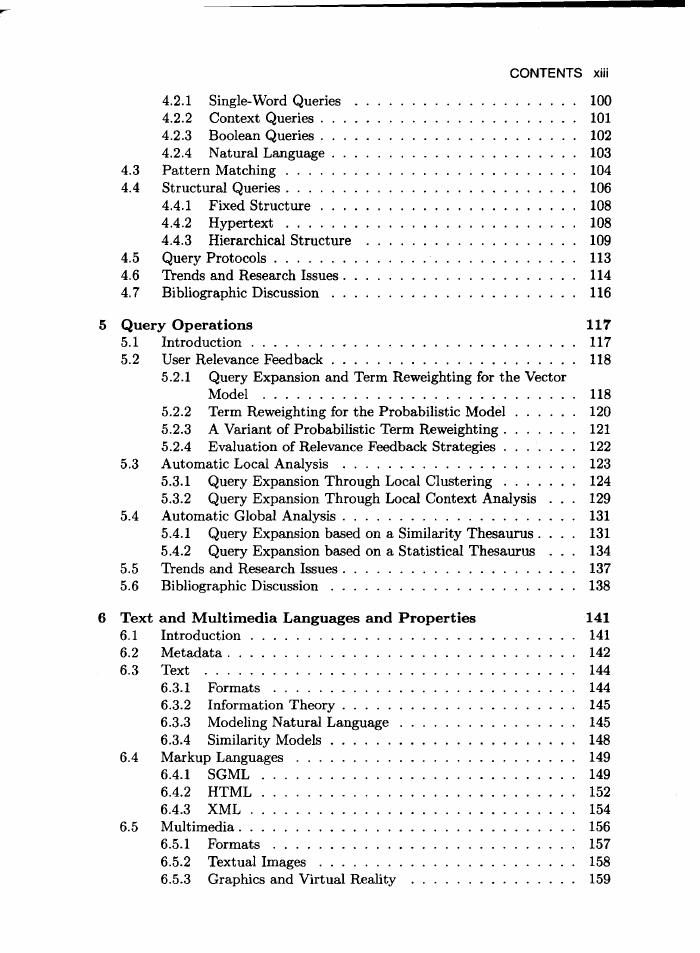 CONTENTS xiii
4.2.1 Single-Word Queries . . . . . . . . . . . . . . . . . . . . 100
4.2.2 Context Queries . . . . . . . . . . . . . . . . . . . . . . . 101
4.2.3 Boolean Queries . . . . . . . . . . . . . . . . . . . . . . . 102
4.2.4 Natural Language . . . . . . . . . . . . . . . . . . . . . . 103
4.3 Pattern Matching . . . . . . . . . . . . . . . . . . . . . . . . . . 104
4.4 Structural Queries . . . . . . . . . . . . . . . . . . . . . . . . . . 106
4.4.1 Fixed Structure . . . . . . . . . . . . . . . . . . . . . . . 108
4.4.2 Hypertext . . . . . . . . . . . . . . . . . . . . . . . . . . 108
4.4.3 Hierarchical Structure . . . . . . . . . . . . . . . . . . . 109
4.5 Query Protocols . . . . . . . . . . . . . . . . . . . . . . . . . . . 113
4.6 Trends and Research Issues . . . . . . . . . . . . . . . . . . . . . 114
4.7 Bibliographic Discussion . . . . . . . . . . . . . . . . . . . . . . 116
5 Query Operations 117
5.1 Introduction . . . . . . . . . . . . . . . . . . . . . . . . . . . . . 117
5.2 User Relevance Feedback . . . . . . . . . . . . . . . . . . . . . . 118
5.2.1 Query Expansion and Term Reweighting for the Vector
Model . . . . . . . . . . . . . . . . . . . . . . . . . . . . 118
5.2.2 Term Reweighting for the Probabilistic Model . . . . . . 120
5.2.3 A Variant of Probabilistic Term Reweighting . . . . . . . 121
5.2.4 Evaluation of Relevance Feedback Strategies . . . . . . . 122
5.3 Automatic Local Analysis . . . . . . . . . . . . . . . . . . . . . 123
5.3.1 Query Expansion Through Local Clustering . . . . . . . 124
5.3.2 Query Expansion Through Local Context Analysis . . . 129
5.4 Automatic Global Analysis . . . . . . . . . . . . . . . . . . . . . 131
5.4.1 Query Expansion based on a Similarity Thesaurus . . . . 131
5.4.2 Query Expansion based on a Statistical Thesaurus . . . 134
5.5 Trends and Research Issues . . . . . . . . . . . . . . . . . . . . . 137
5.6 Bibliographic Discussion . . . . . . . . . . . . . . . . . . . . . . 138
6 Text and Multimedia Languages and Properties 141
6.1 Introduction . . . . . . . . . . . . . . . . . . . . . . . . . . . . . 141
6.2 Metadata . . . . . . . . . . . . . . . . . . . . . . . . . . . . . . . 142
6.3 Text . . . . . . . . . . . . . . . . . . . . . . . . . . . . . . . . . 144
6.3.1 Formats . . . . . . . . . . . . . . . . . . . . . . . . . . . 144
6.3.2 Information Theory . . . . . . . . . . . . . . . . . . . . . 145
6.3.3 Modeling Natural Language . . . . . . . . . . . . . . . . 145
6.3.4 Similarity Models . . . . . . . . . . . . . . . . . . . . . . 148
6.4 Markup Languages . . . . . . . . . . . . . . . . . . . . . . . . . 149
6.4.1 SGML . . . . . . . . . . . . . . . . . . . . . . . . . . . . 149
6.4.2 HTML . . . . . . . . . . . . . . . . . . . . . . . . . . . . 152
6.4.3 XML . . . . . . . . . . . . . . . . . . . . . . . . . . . . . 154
6.5 Multimedia . . . . . . . . . . . . . . . . . . . . . . . . . . . . . . 156
6.5.1 Formats . . . . . . . . . . . . . . . . . . . . . . . . . . . 157
6.5.2 Textual Images . . . . . . . . . . . . . . . . . . . . . . . 158
6.5.3 Graphics and Virtual Reality . . . . . . . . . . . . . . . 159